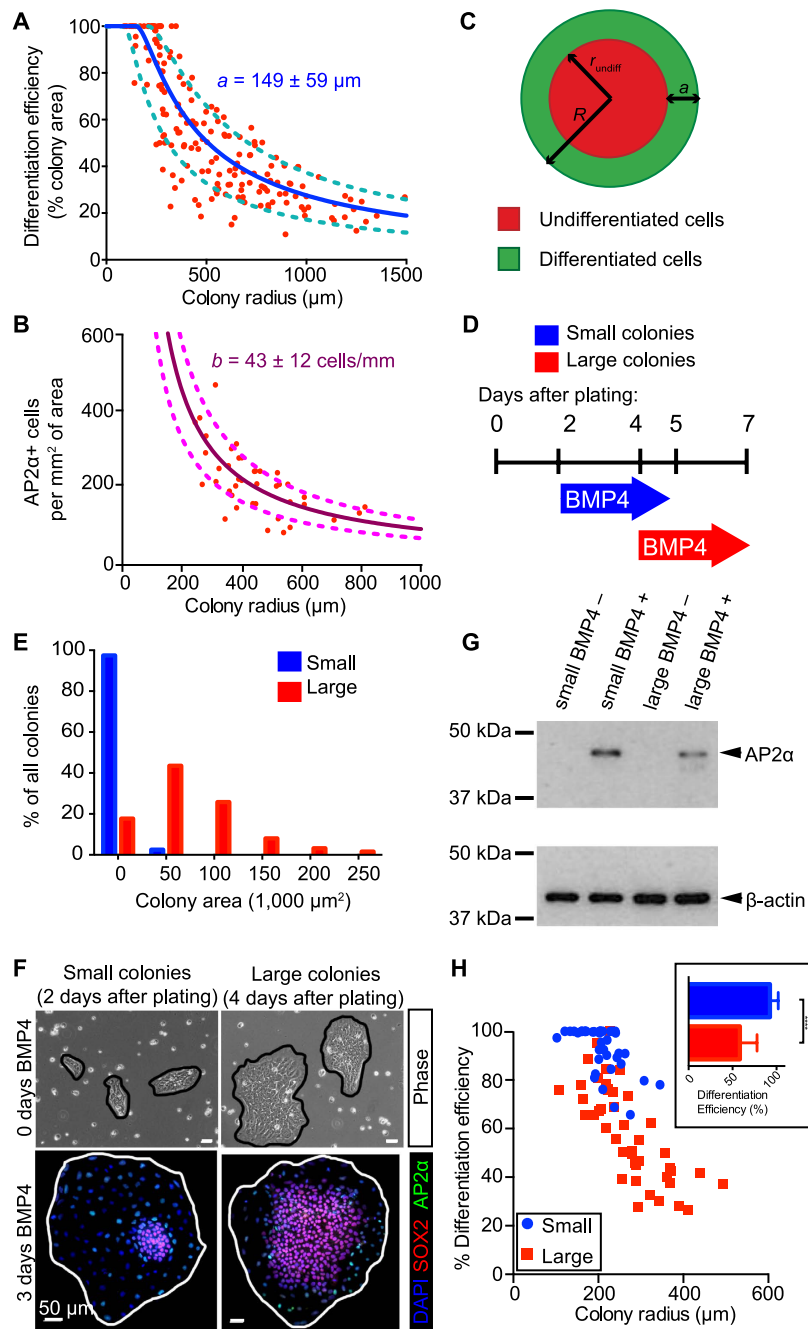 A
Differentiation efficiency
(% colony area)
100
80
60
40
20
0
a = 149 ± 59 µm
0
500
1000
1500
Colony radius (µm)
B
AP2α+ cells
per mm² of area
600
400
200
0
b = 43 ± 12 cells/mm
0
200
400
600
800
1000
Colony radius (µm)
C
r undiff
R
a
Undifferentiated cells
Differentiated cells
D
Small colonies
Large colonies
Days after plating:
0
2
4
5
7
BMP4
BMP4
E
% of all colonies
100
80
60
40
20
0
Small
Large
0
50
100
150
200
250
Colony area (1,000 µm²)
G
small BMP4 –
small BMP4 +
large BMP4 –
large BMP4 +
50 kDa
37 kDa
AP2α
50 kDa
37 kDa
β-actin
F
Small colonies
(2 days after plating)
Large colonies
(4 days after plating)
0 days BMP4
Phase
3 days BMP4
50 µm
DAPI SOX2 AP2α
H
% Differentiation efficiency
100
80
60
40
20
0
Small
Large
0
200
400
600
Colony radius (µm)
0
50
100
Differentiation
Efficiency (%)
****